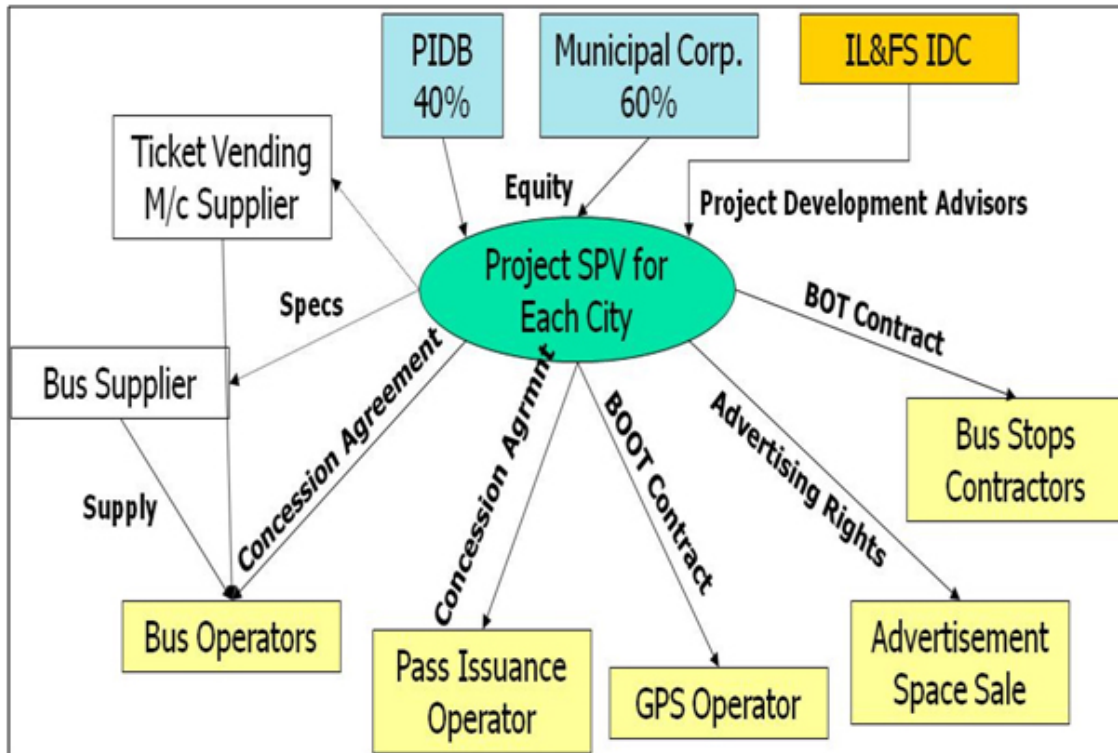 PIDB
40%
Municipal Corp.
60%
IL&FS IDC
Ticket Vending
M/c Supplier
Equity
Project Development Advisors
Project SPV for
Each City
Specs
BOT Contract
Bus Supplier
Concession Agreement
Concession Agrmnt
BOOT Contract
Advertising Rights
Bus Stops
Contractors
Supply
Bus Operators
Pass Issuance
Operator
GPS Operator
Advertisement
Space Sale